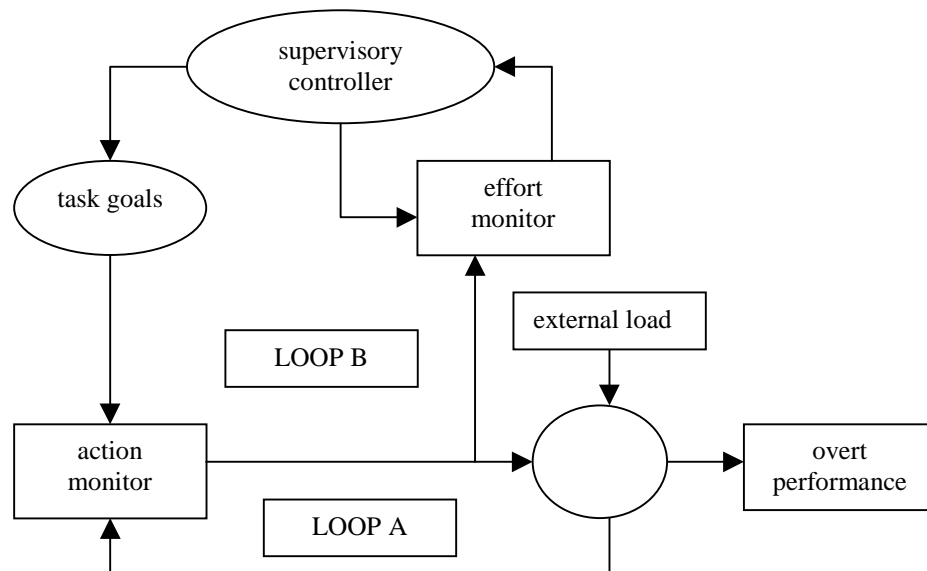 supervisory
controller
task goals
effort
monitor
external load
LOOP B
action
monitor
overt
performance
LOOP A